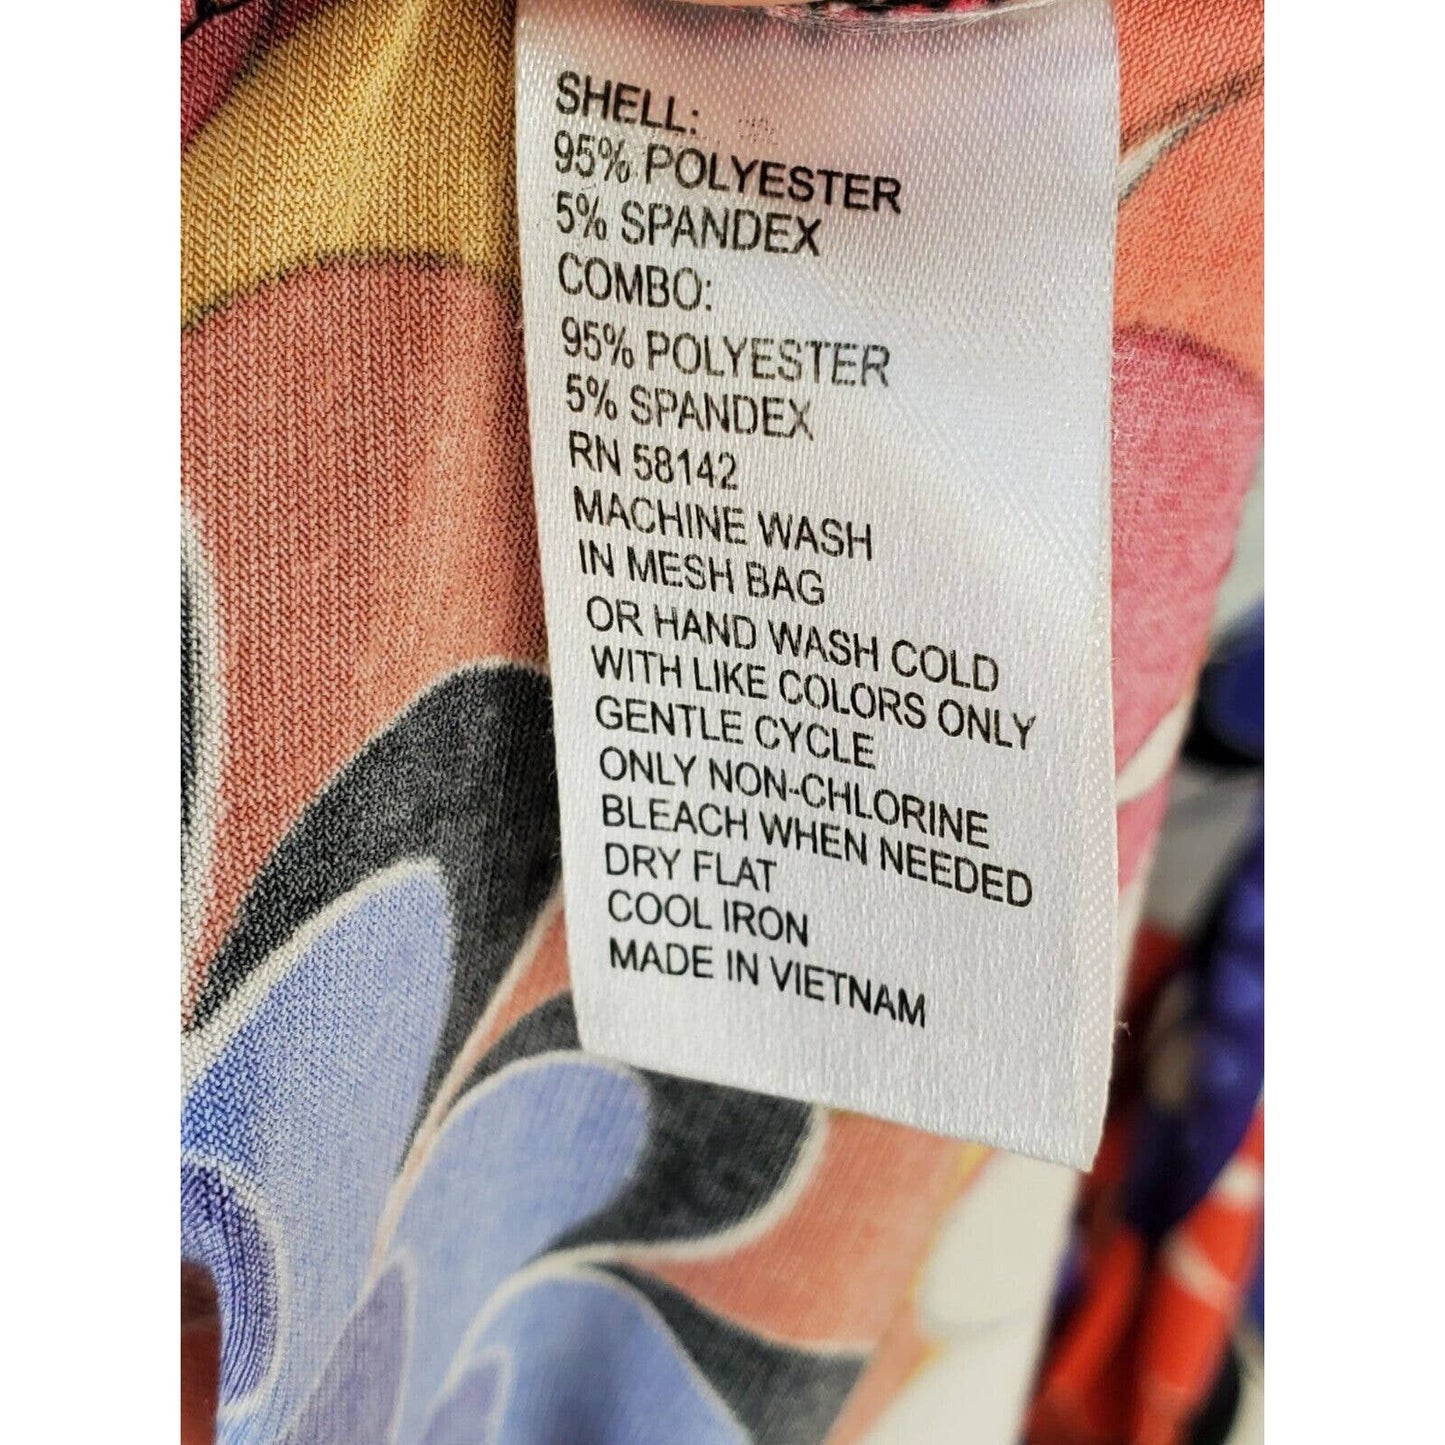 SHELL:
95% POLYESTER
5% SPANDEX
COMBO:
95% POLYESTER
5% SPANDEX
RN 58142
MACHINE WASH
IN MESH BAG
OR HAND WASH COLD
WITH LIKE COLORS ONLY
GENTLE CYCLE
ONLY NON-CHLORINE
BLEACH WHEN NEEDED
DRY FLAT
COOL IRON
MADE IN VIETNAM